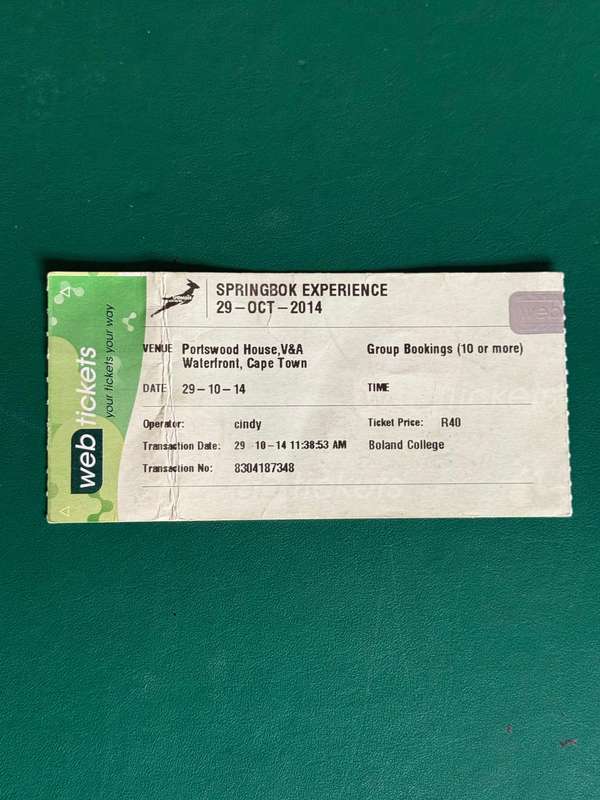 SPRINGBOK EXPERIENCE
29-OCT-2014
VENUE Portswood House,V&A Group Bookings (10 or more)
Waterfront, Cape Town
DATE 29-10-14 TIME
Operator: cindy Ticket Price: R40
Transaction Date: 29 10-14 11:38:53 AM Boland College
Transaction No: 8304187348
webtickets
your tickets your way
web